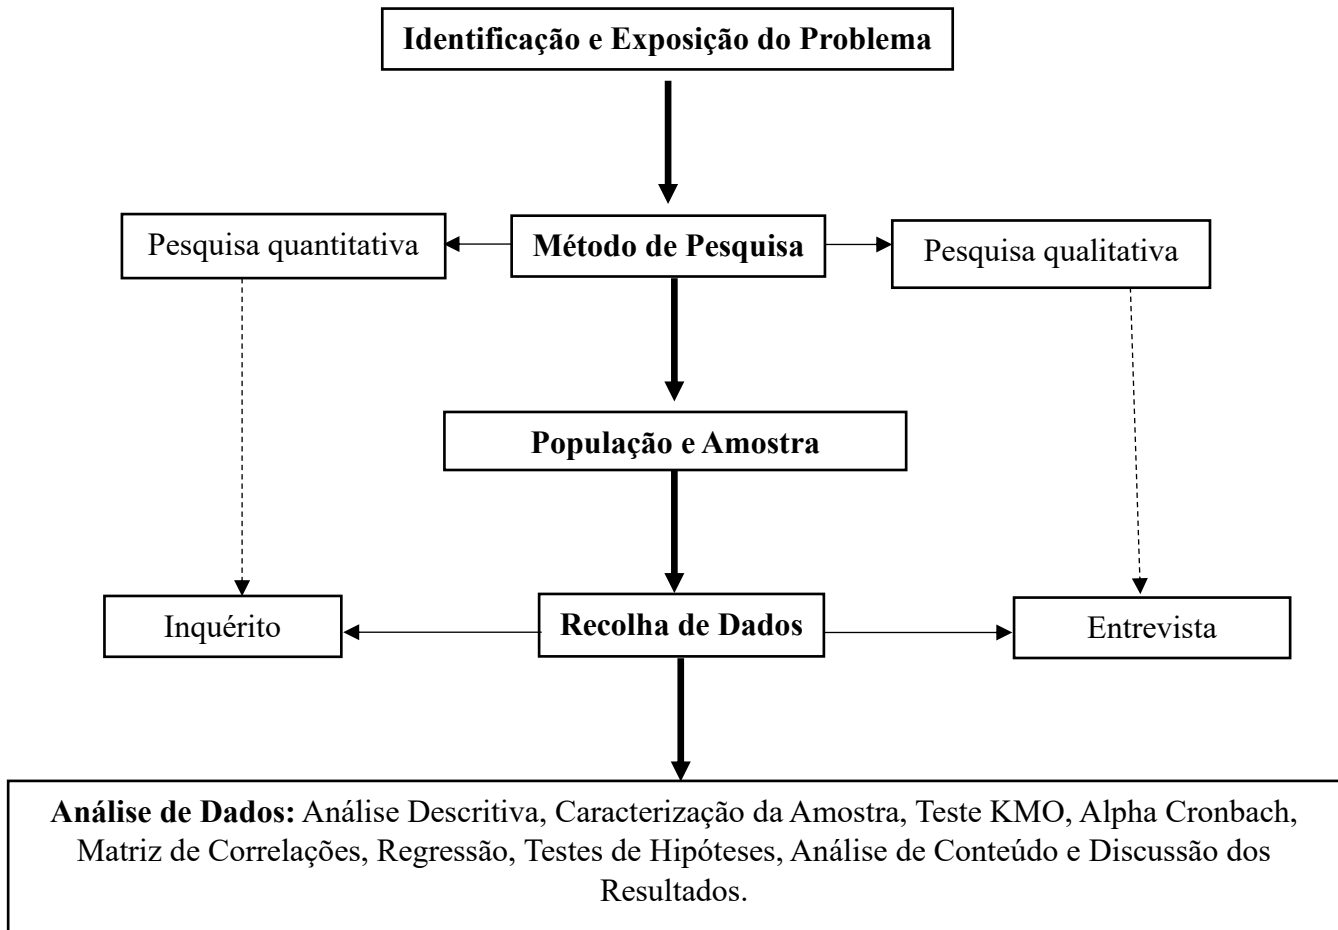 Identificação e Exposição do Problema
Pesquisa quantitativa
Método de Pesquisa
Pesquisa qualitativa
População e Amostra
Inquérito
Recolha de Dados
Entrevista
Análise de Dados: Análise Descritiva, Caracterização da Amostra, Teste KMO, Alpha Cronbach,
Matriz de Correlações, Regressão, Testes de Hipóteses, Análise de Conteúdo e Discussão dos
Resultados.